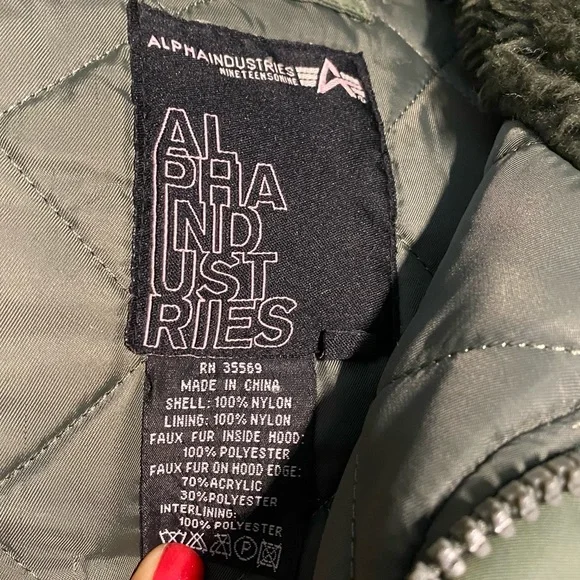 ALPHAINDUSTRIES
NINETEEN59NINE
AL
PHA
IND
UST
RIES
RN 35569
MADE IN CHINA
SHELL: 100% NYLON
LINING: 100% NYLON
FAUX FUR INSIDE HOOD:
100% POLYESTER
FAUX FUR ON HOOD EDGE:
70% ACRYLIC
30% POLYESTER
INTERLINING:
100% POLYESTER